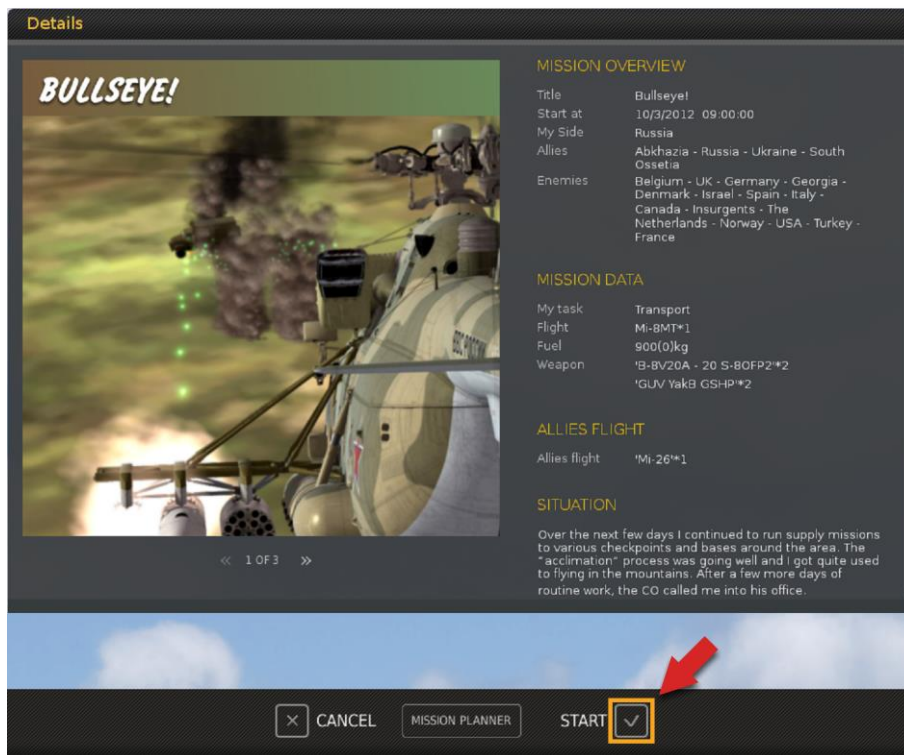 Details
BULLSEYE!
« 1 OF 3 »
MISSION OVERVIEW
Title Bullseye!
Start at 10/3/2012 09:00:00
My Side Russia
Allies Abkhazia - Russia - Ukraine - South
Ossetia
Enemies Belgium - UK - Germany - Georgia -
Denmark - Israel - Spain - Italy -
Canada - Insurgents - The
Netherlands - Norway - USA - Turkey -
France
MISSION DATA
My task Transport
Flight Mi-8MT*1
Fuel 900(0)kg
Weapon 'B-8V20A - 20 S-8OFP2'*2
'GUV YakB GSHP'*2
ALLIES FLIGHT
Allies flight 'Mi-26'*1
SITUATION
Over the next few days I continued to run supply missions
to various checkpoints and bases around the area. The
"acclimation" process was going well and I got quite used
to flying in the mountains. After a few more days of
routine work, the CO called me into his office.
CANCEL MISSION PLANNER START